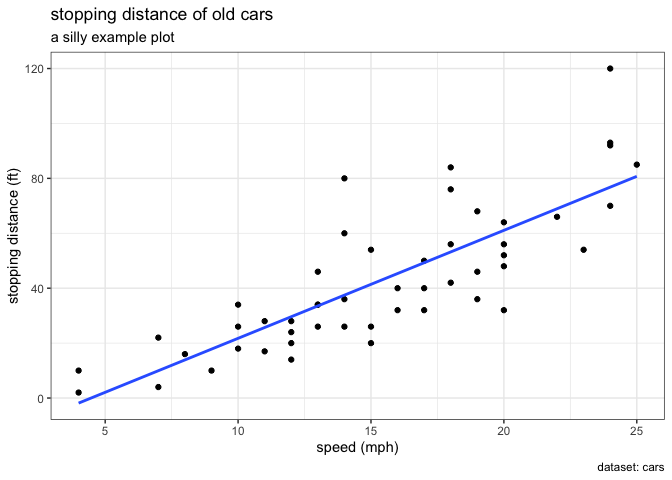 stopping distance of old cars
a silly example plot
120
80
40
0
stopping distance (ft)
5 10 15 20 25
speed (mph)
dataset: cars